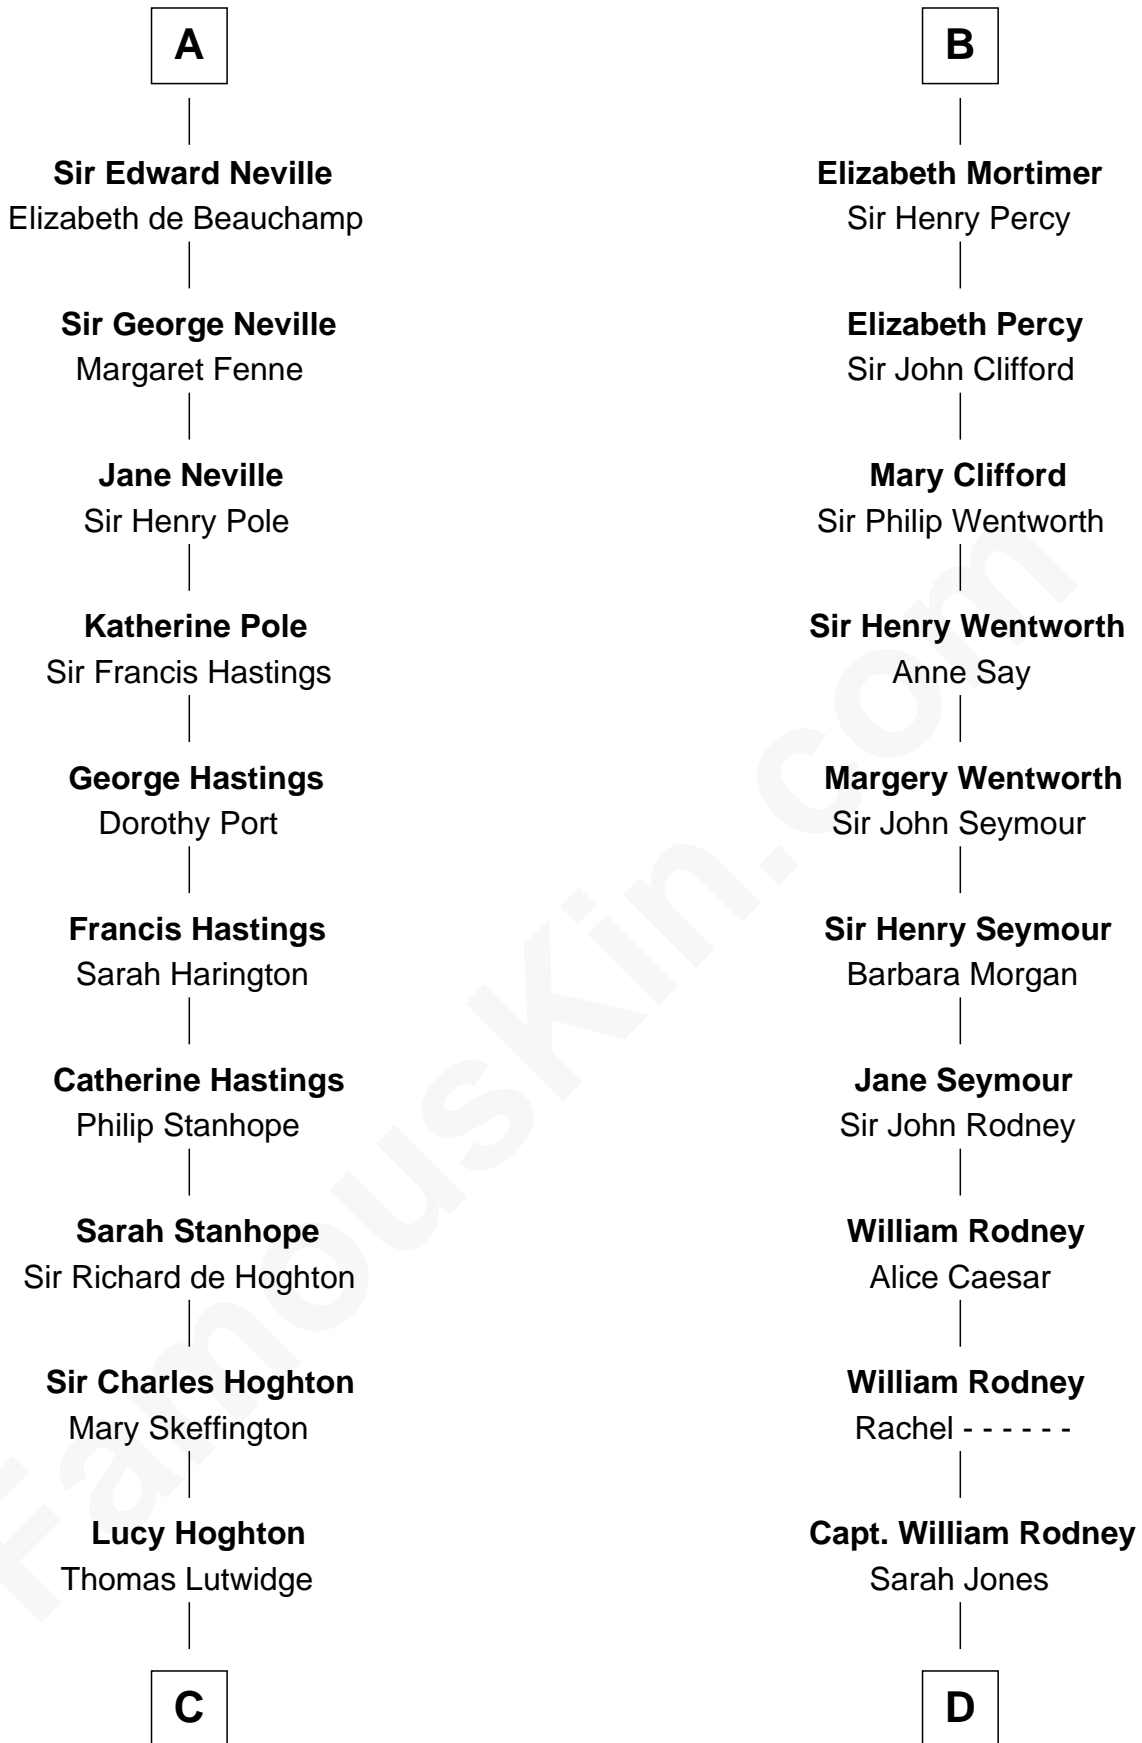 A
Sir Edward Neville
Elizabeth de Beauchamp
Sir George Neville
Margaret Fenne
Jane Neville
Sir Henry Pole
Katherine Pole
Sir Francis Hastings
George Hastings
Dorothy Port
Francis Hastings
Sarah Harington
Catherine Hastings
Philip Stanhope
Sarah Stanhope
Sir Richard de Hoghton
Sir Charles Hoghton
Mary Skeffington
Lucy Hoghton
Thomas Lutwidge
C
B
Elizabeth Mortimer
Sir Henry Percy
Elizabeth Percy
Sir John Clifford
Mary Clifford
Sir Philip Wentworth
Sir Henry Wentworth
Anne Say
Margery Wentworth
Sir John Seymour
Sir Henry Seymour
Barbara Morgan
Jane Seymour
Sir John Rodney
William Rodney
Alice Caesar
William Rodney
Rachel - - - - - -
Capt. William Rodney
Sarah Jones
D
FamousKin.com